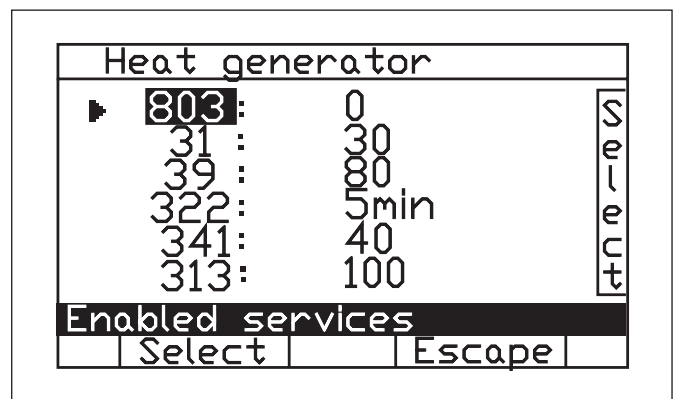 Heat generator
803: 0
31 : 30
39 : 80
322: 5min
341: 40
313: 100
Select
Enabled services
Select Escape